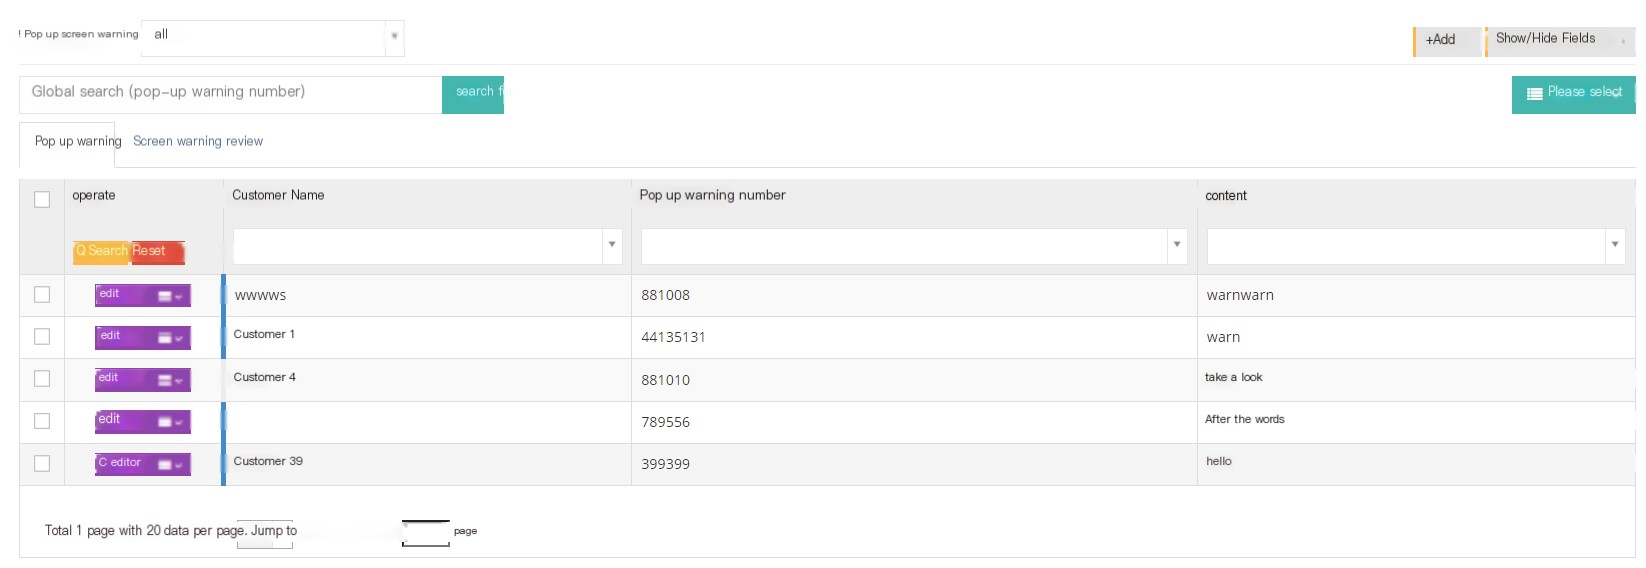 ! Pop up screen warning all
+Add Show/Hide Fields
Global search (pop-up warning number) search Please select
Pop up warning Screen warning review
operate Customer Name Pop up warning number content
Q Search Reset
edit wwwws 881008 warnwarn
edit Customer 1 44135131 warn
edit Customer 4 881010 take a look
edit 789556 After the words
C editor Customer 39 399399 hello
Total 1 page with 20 data per page. Jump to page